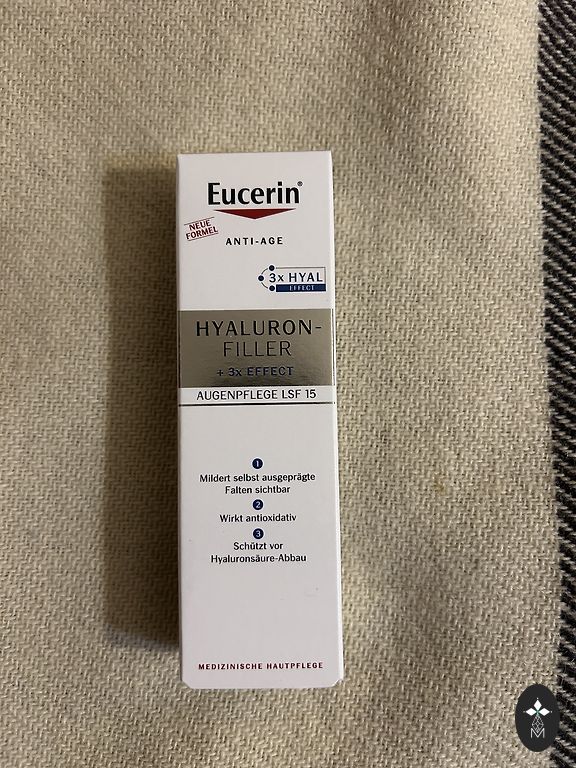 Eucerin®
NEUE
FORMEL
ANTI-AGE
3x HYAL
EFFECT
HYALURON-
FILLER
+ 3x EFFECT
AUGENPFLEGE LSF 15
1
Mildert selbst ausgeprägte
Falten sichtbar
2
Wirkt antioxidativ
3
Schützt vor
Hyaluronsäure-Abbau
MEDIZINISCHE HAUTPFLEGE
M